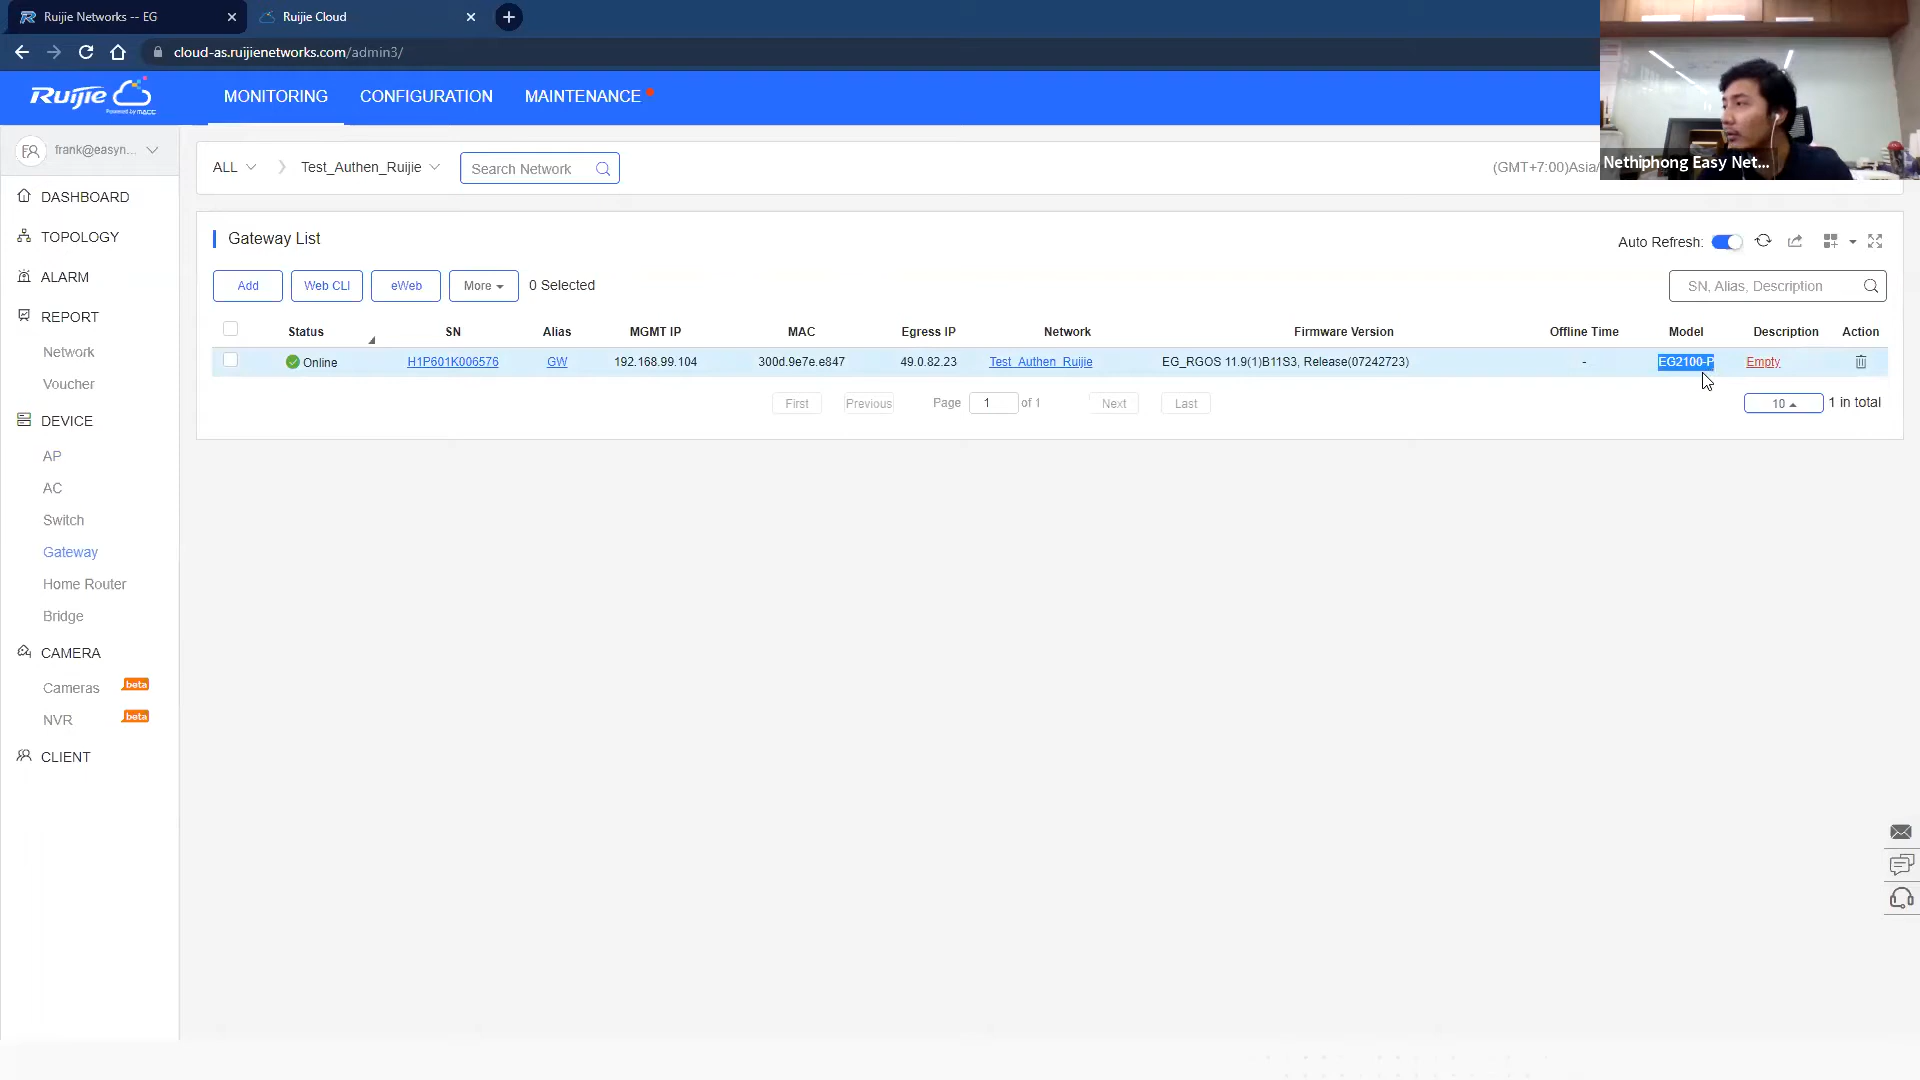 Ruijie Networks -- EG
Ruijie Cloud
cloud-as.ruijienetworks.com/admin3/
Ruijie
Powered by MACC
MONITORING CONFIGURATION MAINTENANCE
Nethiphong Easy Net...
frank@easyn...
ALL Test_Authen_Ruijie Search Network (GMT+7:00)Asia/
DASHBOARD
TOPOLOGY
ALARM
REPORT
Network
Voucher
DEVICE
AP
AC
Switch
Gateway
Home Router
Bridge
CAMERA
Cameras beta
NVR beta
CLIENT
Gateway List
Auto Refresh:
Add Web CLI eWeb More 0 Selected SN, Alias, Description
Status SN Alias MGMT IP MAC Egress IP Network Firmware Version Offline Time Model Description Action
Online H1P601K006576 GW 192.168.99.104 300d.9e7e.e847 49.0.82.23 Test_Authen_Ruijie EG_RGOS 11.9(1)B11S3, Release(07242723) - EG2100-P Empty
First Previous Page 1 of 1 Next Last 10 1 in total